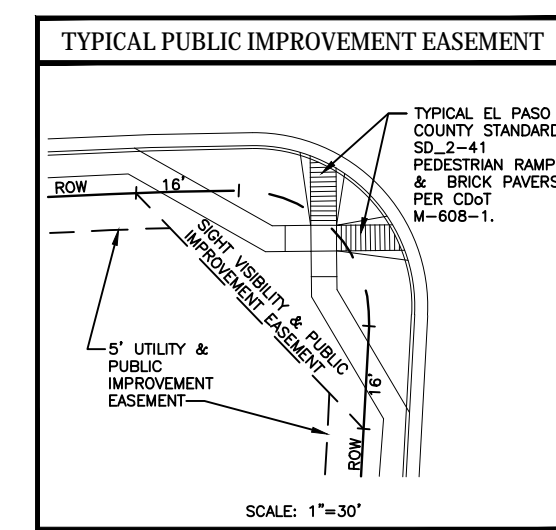 TYPICAL PUBLIC IMPROVEMENT EASEMENT
TYPICAL EL PASO
COUNTY STANDARD
SD_2-41
PEDESTRIAN RAMP
& BRICK PAVERS
PER CDoT
M-608-1.
ROW
16'
SIGHT VISIBILITY & PUBLIC
IMPROVEMENT EASEMENT
5' UTILITY &
PUBLIC
IMPROVEMENT
EASEMENT
16'
ROW
SCALE: 1"=30'